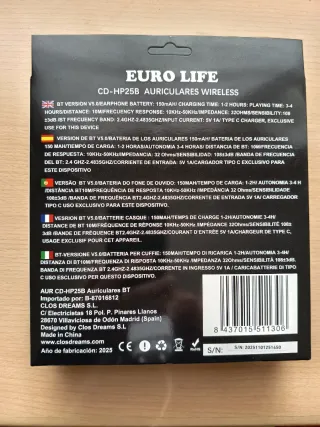 EURO LIFE
CD-HP25B AURICULARES WIRELESS
BT VERSION V5.0/EARPHONE BATTERY: 150mAH/ CHARGING TIME: 1-2 HOURS; PLAYING TIME: 3-4
HOURS/DISTANCE: 10M/FREQUENCY RESPONSE: 10KHz-50KHz/IMPEDANCE: 32OHMS/SENSIBILITY:108
±3dB/BT FREQUENCY BAND: 2.4GHZ-2.4835GHZ/INPUT CURRENT: 5V 1A/ TYPE C CHARGER, EXCLUSIVE
USE FOR THIS DEVICE
VERSIÓN DE BT V5.0/BATERIA DE LOS AURICULARES 150mAH/ BATERÍA DE LOS AURICULARES
150 MAH/TIEMPO DE CARGA: 1-2 HORAS/AUTONOMÍA 3-4 HORAS/DISTANCIA DE BT: 10M/FRECUENCIA
DE RESPUESTA: 10KHz-50KHz/IMPEDANCIA: 32 Ohms/SENSIBILIDAD: 108±3dB /BANDA DE FRECUENCIA
DEL BT: 2.4 GHZ-2.4835GHZ/CORRIENTE DE ENTRADA: 5V 1A/CARGADOR TIPO C USO EXCLUSIVO PARA
ESTE DISPOSITIVO
VERSÃO BT V5.0/BATERIA DO FONE DE OUVIDO: 150mAH/TEMPO DE CARGA: 1-2H/AUTONOMIA 3-4 H
/DISTÂNCIA BT10M/FREQUÊNCIA DE RESPOSTA 10KHz-50KHz /IMPEDÂNCIA 32 Ohms/SENSIBILIDADE
108±3dB/BANDA DE FREQUÊNCIA BT2.4GHZ-2.4835GHZ/CORRENTE DE ENTRADA 5V 1A/ CARREGADOR
TIPO C USO EXCLUSIVO PARA ESTE DISPOSITIVO
VERSION BT V5.0/BATTERIE CASQUE : 150MAH/TEMPS DE CHARGE 1-2H/AUTONOMIE 3-4H/
DISTANCE DE BT10M/FRÉQUENCE DE RÉPONSE 10KHz-50KHz /IMPÉDANCE 32Ohms/SENSIBILITÉ 108±
3dB /BANDE DE FRÉQUENCE BT2.4GHZ-2.4835GHZ/COURANT D'ENTRÉE 5V 1A/CHARGEUR DE TYPE C,
USAGE EXCLUSIF POUR CET APPAREIL
VERSIONE BT V5.0/BATTERIA PER CUFFIE: 150MAH/TEMPO DI RICARICA 1-2H/AUTONOMIA 3-4H/
DISTANZA DI BT10M/FREQUENZA DI RISPOSTA 10KHz-50KHz /IMPEDANZA 32Ohms/SENSIBILITÀ 108±3dB/
BANDA DI FREQUENZA BT2.4GHZ-2.4835GHZ/CORRENTE IN INGRESSO 5V 1A / CARICABATTERIE DI TIPO
C USO ESCLUSIVO PER QUESTO DISPOSITIVO
AUR CD-HP25B Auriculares BT
Importado por: B-87016812
CLOS DREAMS S.L
C/ Electricistas 18 Pol. P. Pinares Llanos
28670 Villaviciosa de Odón Madrid (Spain)
Designed by Clos Dreams S.L
Made in China
www.closdreams.com
Año de fabricación: 2025
8 437015 511306
S/N:
S/N: 20251101251450